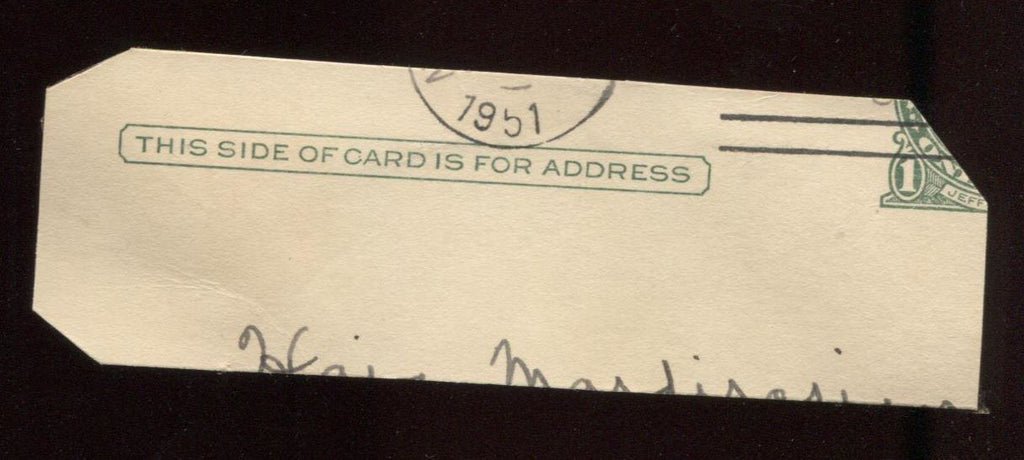 1951
THIS SIDE OF CARD IS FOR ADDRESS
1
JEFF